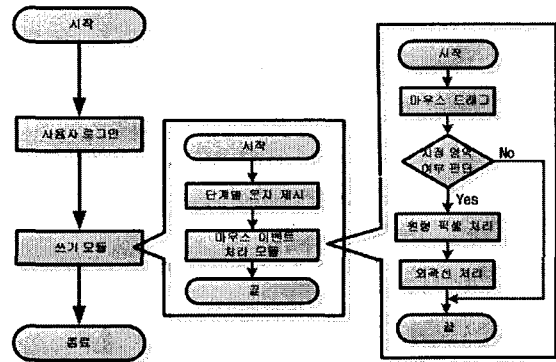 시작
사용자 로그인
쓰기 모듈
종료
시작
단계별 문자 제시
마우스 이벤트
처리 모듈
끝
시작
마우스 드래그
지정 영역
여부 판단
No
Yes
원형 픽셀 처리
외곽선 처리
끝